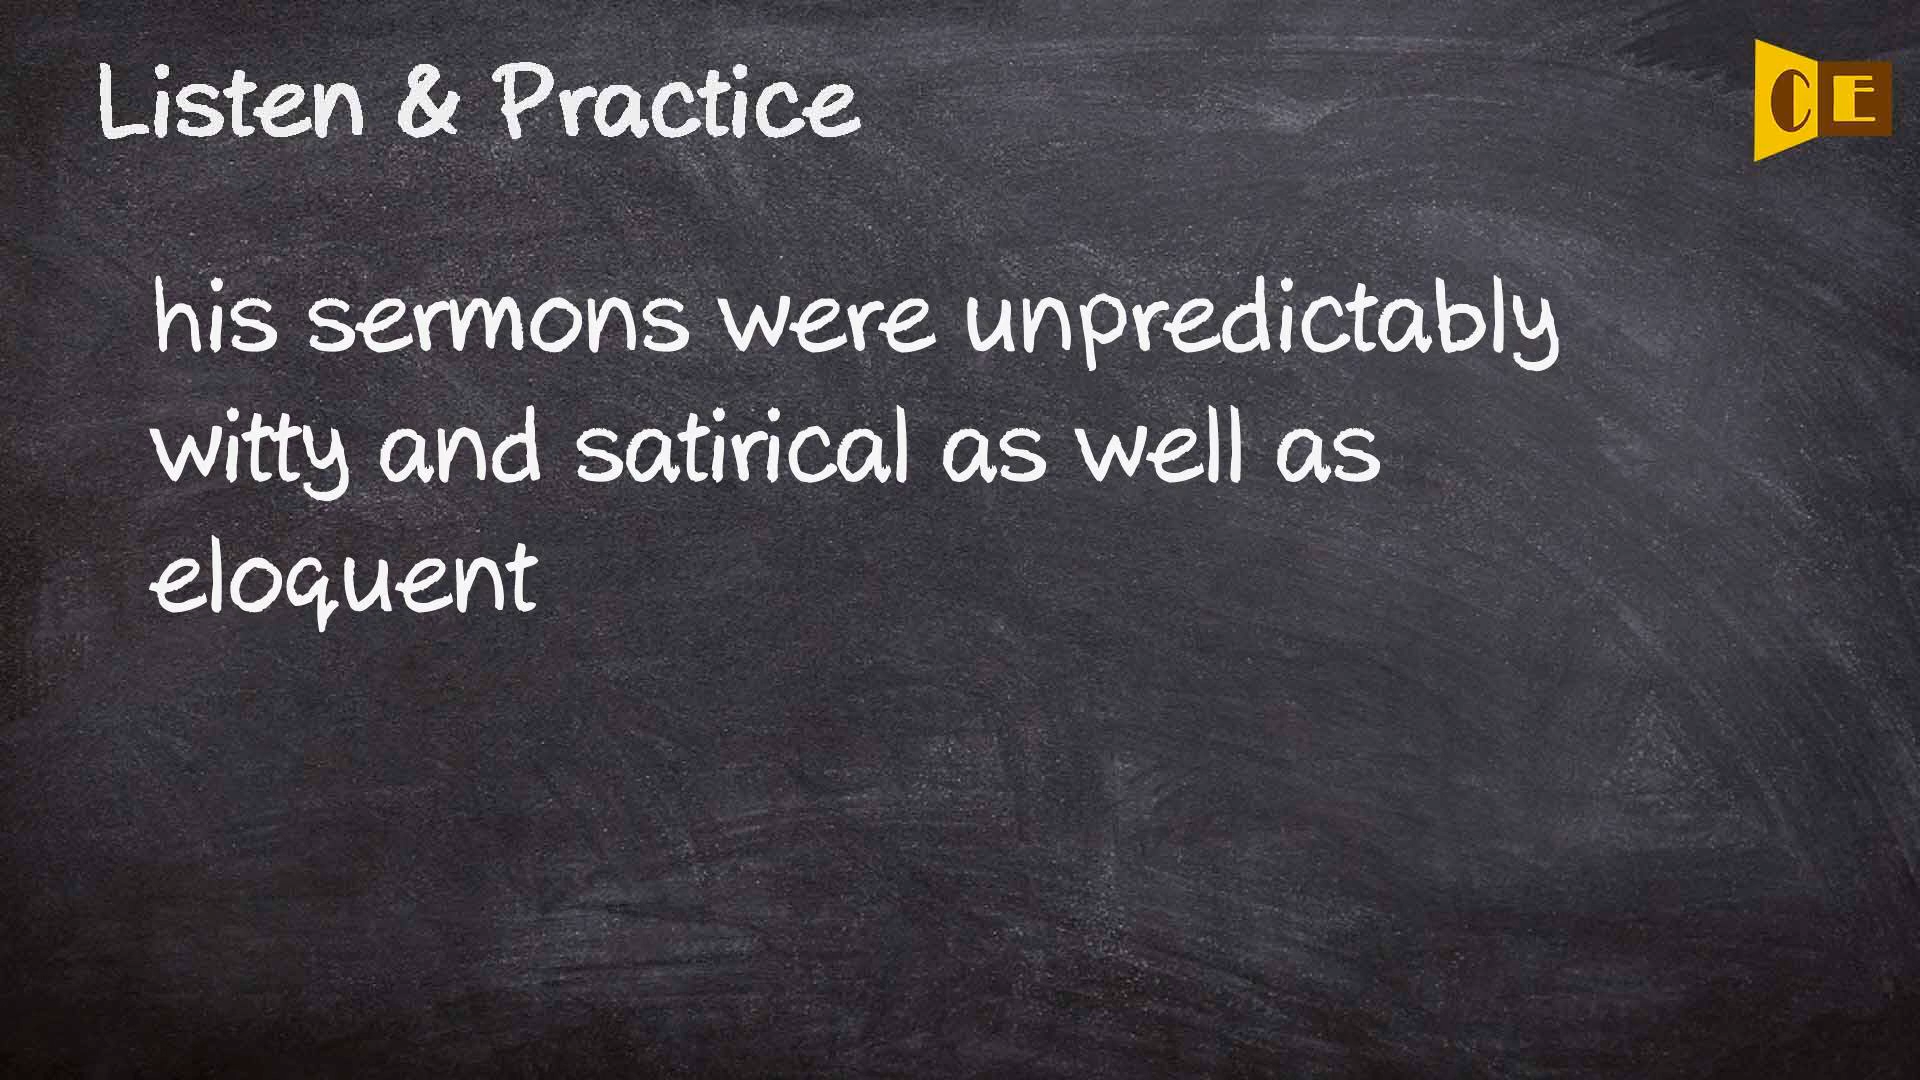 Listen & Practice
CE
his sermons were unpredictably
witty and satirical as well as
eloquent